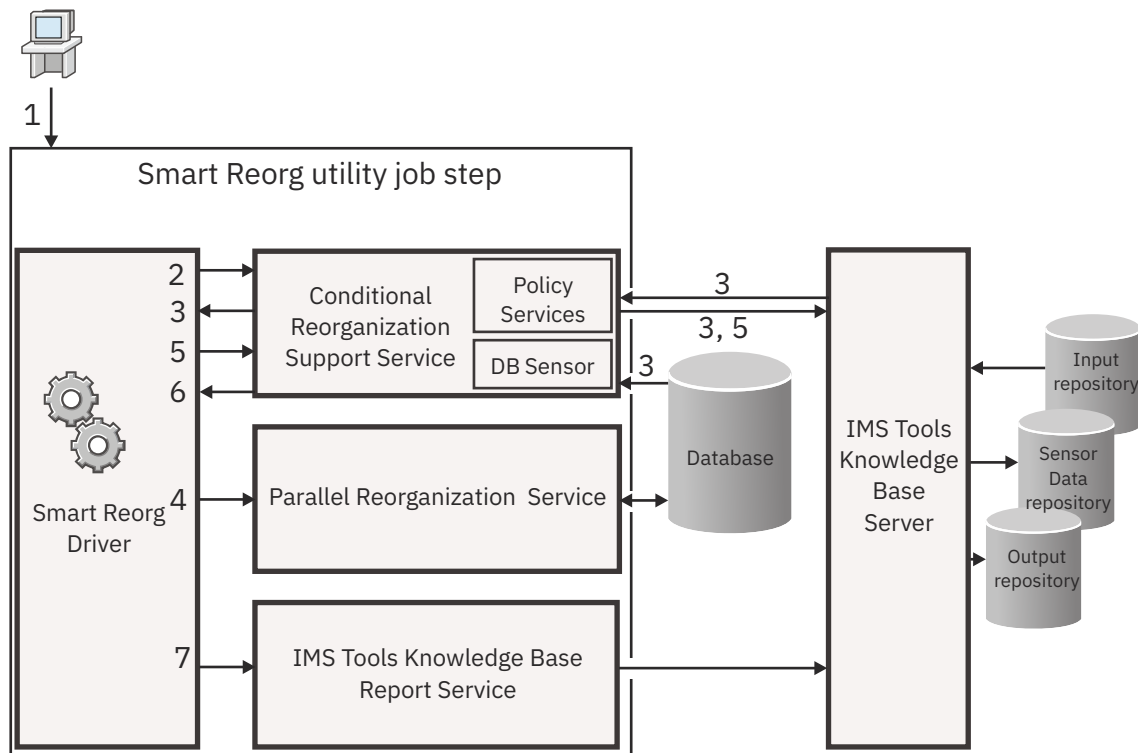 1
Smart Reorg utility job step
2
3
5
6
4
7
Smart Reorg
Driver
Conditional
Reorganization
Support Service
Policy
Services
DB Sensor
3
3, 5
3
Database
Parallel Reorganization Service
IMS Tools Knowledge Base
Report Service
IMS Tools
Knowledge
Base
Server
Input
repository
Sensor
Data
repository
Output
repository